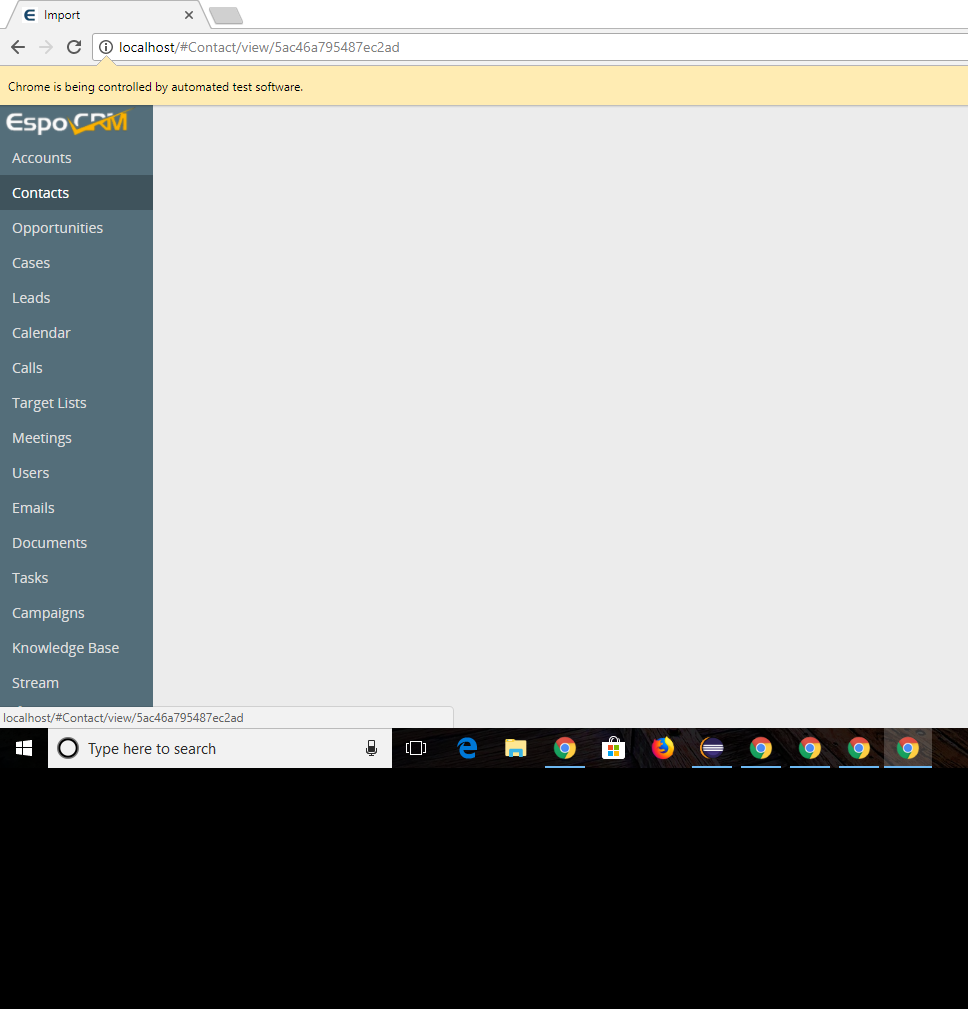 Import
localhost/#Contact/view/5ac46a795487ec2ad
Chrome is being controlled by automated test software.
EspoCRM
Accounts
Contacts
Opportunities
Cases
Leads
Calendar
Calls
Target Lists
Meetings
Users
Emails
Documents
Tasks
Campaigns
Knowledge Base
Stream
localhost/#Contact/view/5ac46a795487ec2ad
Type here to search